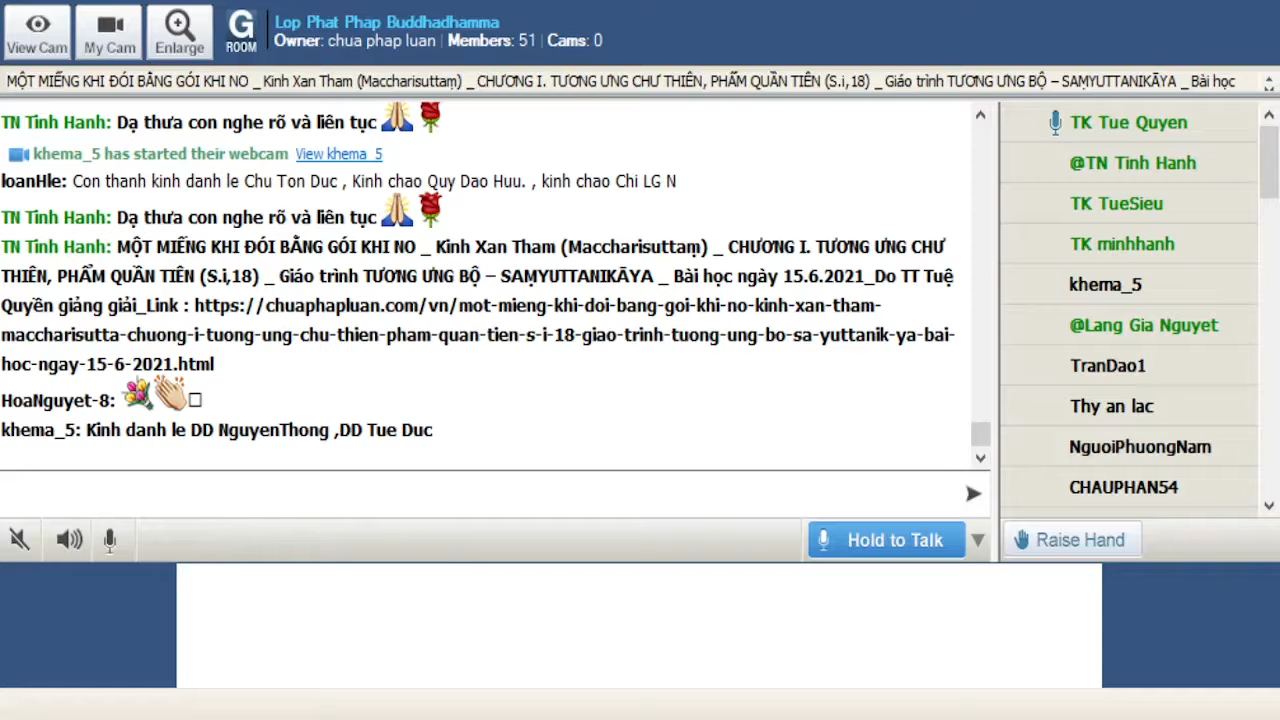 View Cam
My Cam
Enlarge
G
ROOM
Lop Phat Phap Buddhadhamma
Owner: chua phap luan | Members: 51 | Cams: 0
MỘT MIẾNG KHI ĐÓI BẰNG GÓI KHI NO _ Kinh Xan Tham (Maccharisuttaṃ) _ CHƯƠNG I. TƯƠNG ƯNG CHƯ THIÊN, PHẨM QUẦN TIÊN (S.i,18) _ Giáo trình TƯƠNG ƯNG BỘ – SAṂYUTTANIKĀYA _ Bài học
TN Tinh Hanh: Dạ thưa con nghe rõ và liên tục
khema_5 has started their webcam View khema_5
loanHle: Con thanh kinh danh le Chu Ton Duc , Kinh chao Quy Dao Huu. , kinh chao Chi LG N
TN Tinh Hanh: Dạ thưa con nghe rõ và liên tục
TN Tinh Hanh: MỘT MIẾNG KHI ĐÓI BẰNG GÓI KHI NO _ Kinh Xan Tham (Maccharisuttaṃ) _ CHƯƠNG I. TƯƠNG ƯNG CHƯ
THIÊN, PHẨM QUẦN TIÊN (S.i,18) _ Giáo trình TƯƠNG ƯNG BỘ – SAṂYUTTANIKĀYA _ Bài học ngày 15.6.2021_Do TT Tuệ
Quyền giảng giải_Link : https://chuaphapluan.com/vn/mot-mieng-khi-doi-bang-goi-khi-no-kinh-xan-tham-
maccharisutta-chuong-i-tuong-ung-chu-thien-pham-quan-tien-s-i-18-giao-trinh-tuong-ung-bo-sa-yuttanik-ya-bai-
hoc-ngay-15-6-2021.html
HoaNguyet-8:
khema_5: Kinh danh le DD NguyenThong ,DD Tue Duc
TK Tue Quyen
@TN Tinh Hanh
TK TueSieu
TK minhhanh
khema_5
@Lang Gia Nguyet
TranDao1
Thy an lac
NguoiPhuongNam
CHAUPHAN54
Hold to Talk
Raise Hand